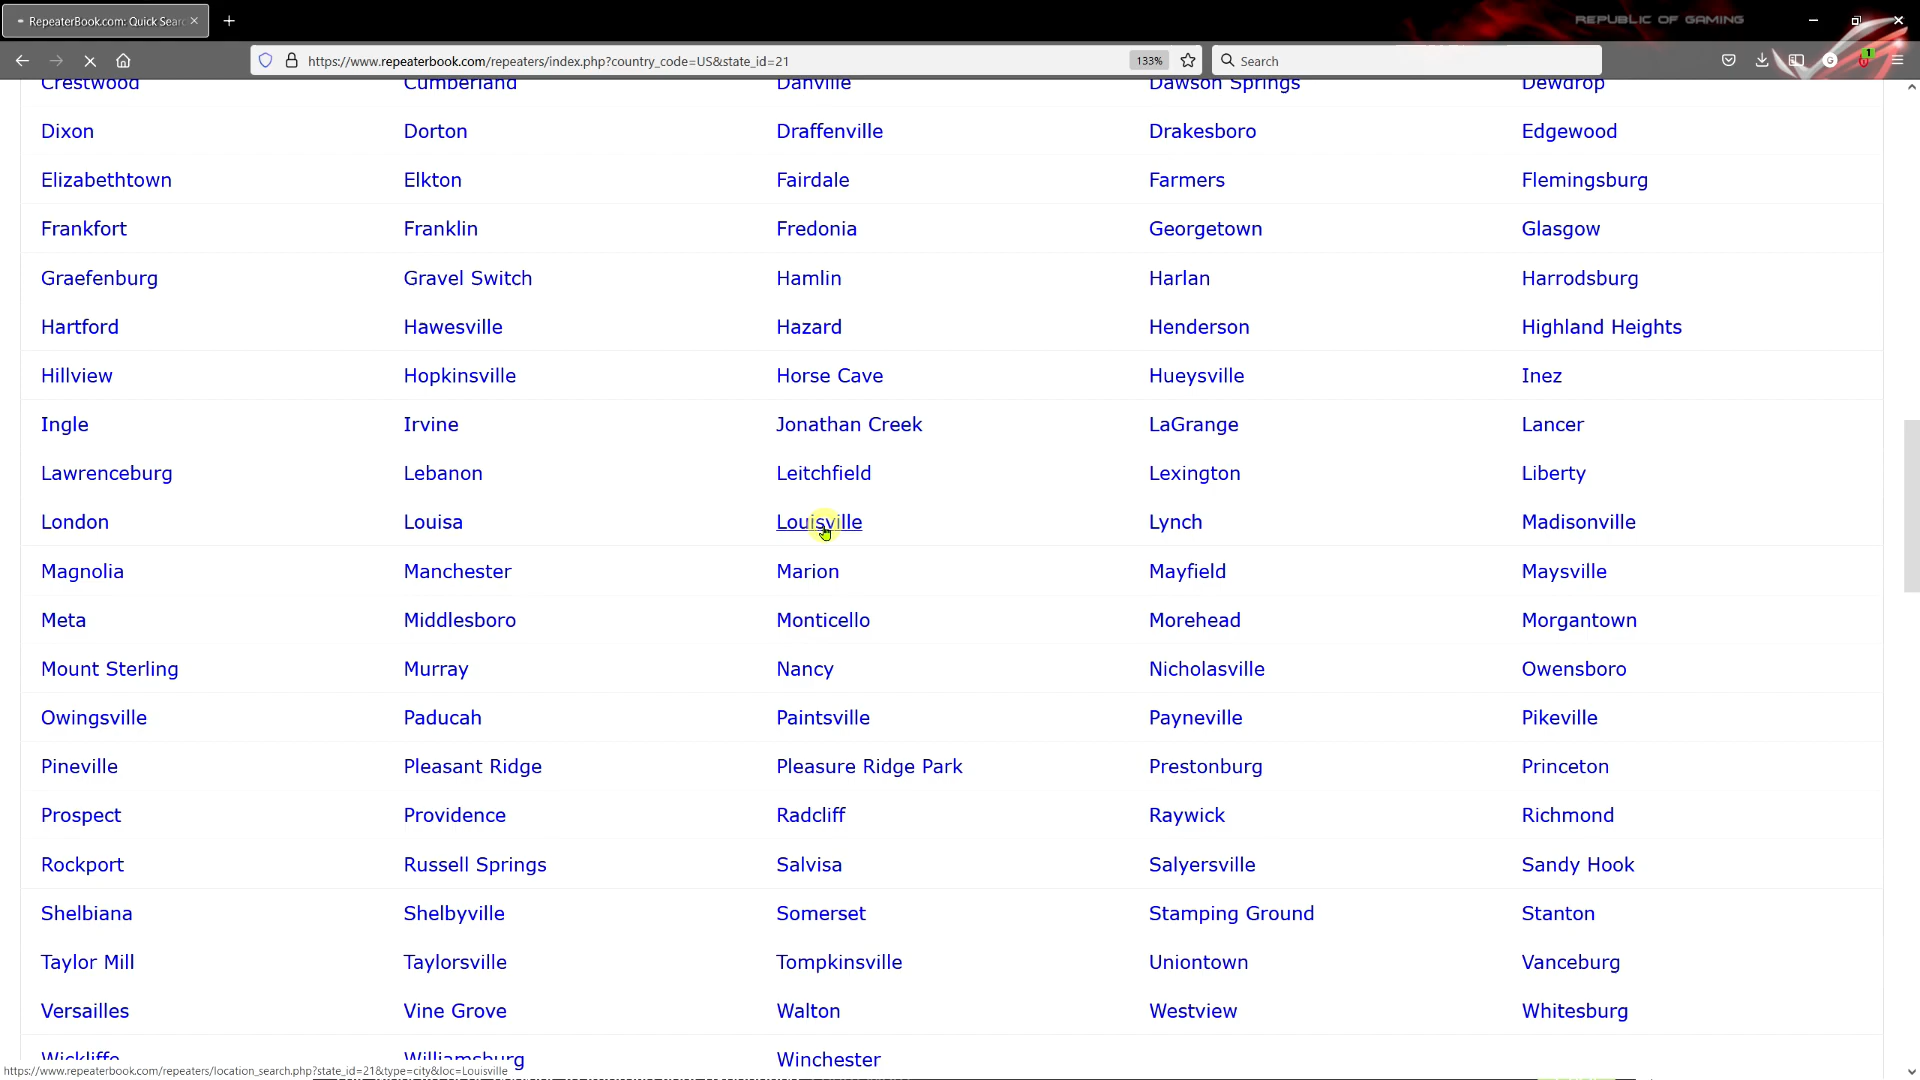 RepeaterBook.com: Quick Sear
REPUBLIC OF GAMING
https://www.repeaterbook.com/repeaters/index.php?country_code=US&state_id=21
133%
Search
Crestwood Cumberland Danville Dawson Springs Dewdrop
Dixon Dorton Draffenville Drakesboro Edgewood
Elizabethtown Elkton Fairdale Farmers Flemingsburg
Frankfort Franklin Fredonia Georgetown Glasgow
Graefenburg Gravel Switch Hamlin Harlan Harrodsburg
Hartford Hawesville Hazard Henderson Highland Heights
Hillview Hopkinsville Horse Cave Hueysville Inez
Ingle Irvine Jonathan Creek LaGrange Lancer
Lawrenceburg Lebanon Leitchfield Lexington Liberty
London Louisa Louisville Lynch Madisonville
Magnolia Manchester Marion Mayfield Maysville
Meta Middlesboro Monticello Morehead Morgantown
Mount Sterling Murray Nancy Nicholasville Owensboro
Owingsville Paducah Paintsville Payneville Pikeville
Pineville Pleasant Ridge Pleasure Ridge Park Prestonburg Princeton
Prospect Providence Radcliff Raywick Richmond
Rockport Russell Springs Salvisa Salyersville Sandy Hook
Shelbiana Shelbyville Somerset Stamping Ground Stanton
Taylor Mill Taylorsville Tompkinsville Uniontown Vanceburg
Versailles Vine Grove Walton Westview Whitesburg
Wickliffe Williamsburg Winchester
https://www.repeaterbook.com/repeaters/location_search.php?state_id=21&type=city&loc=Louisville